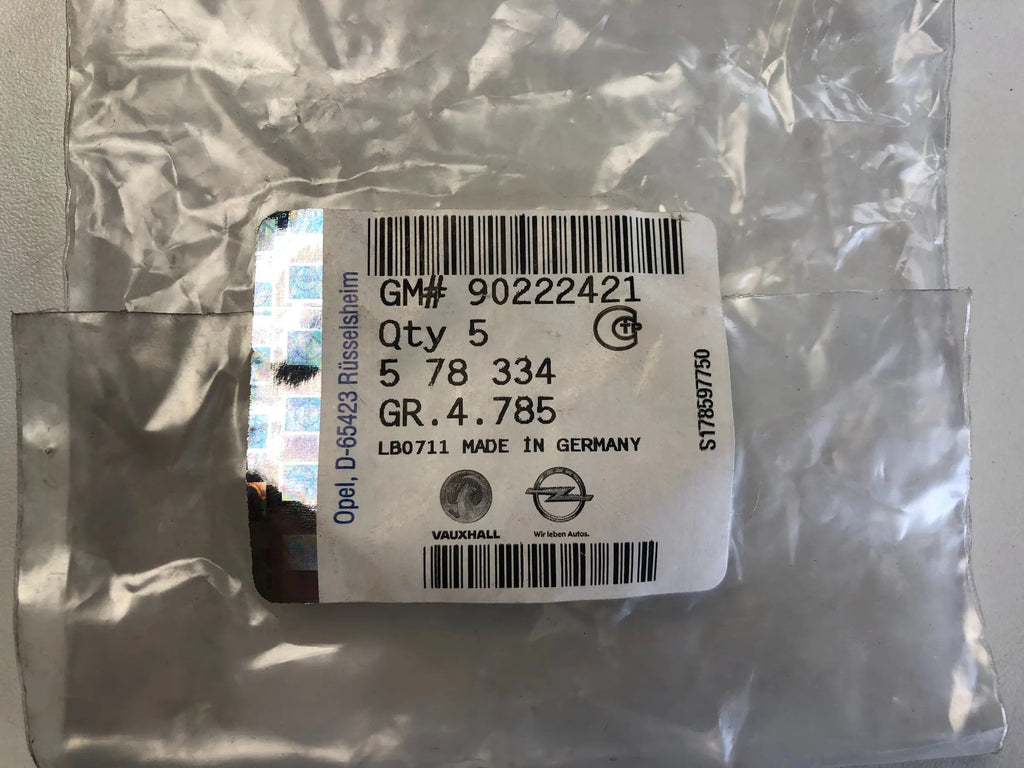 Opel, D-65423 Rüsselsheim
GM# 90222421
Qty 5
5 78 334
GR.4.785
LB0711 MADE IN GERMANY
S178597750
VAUXHALL
Wir leben Autos.